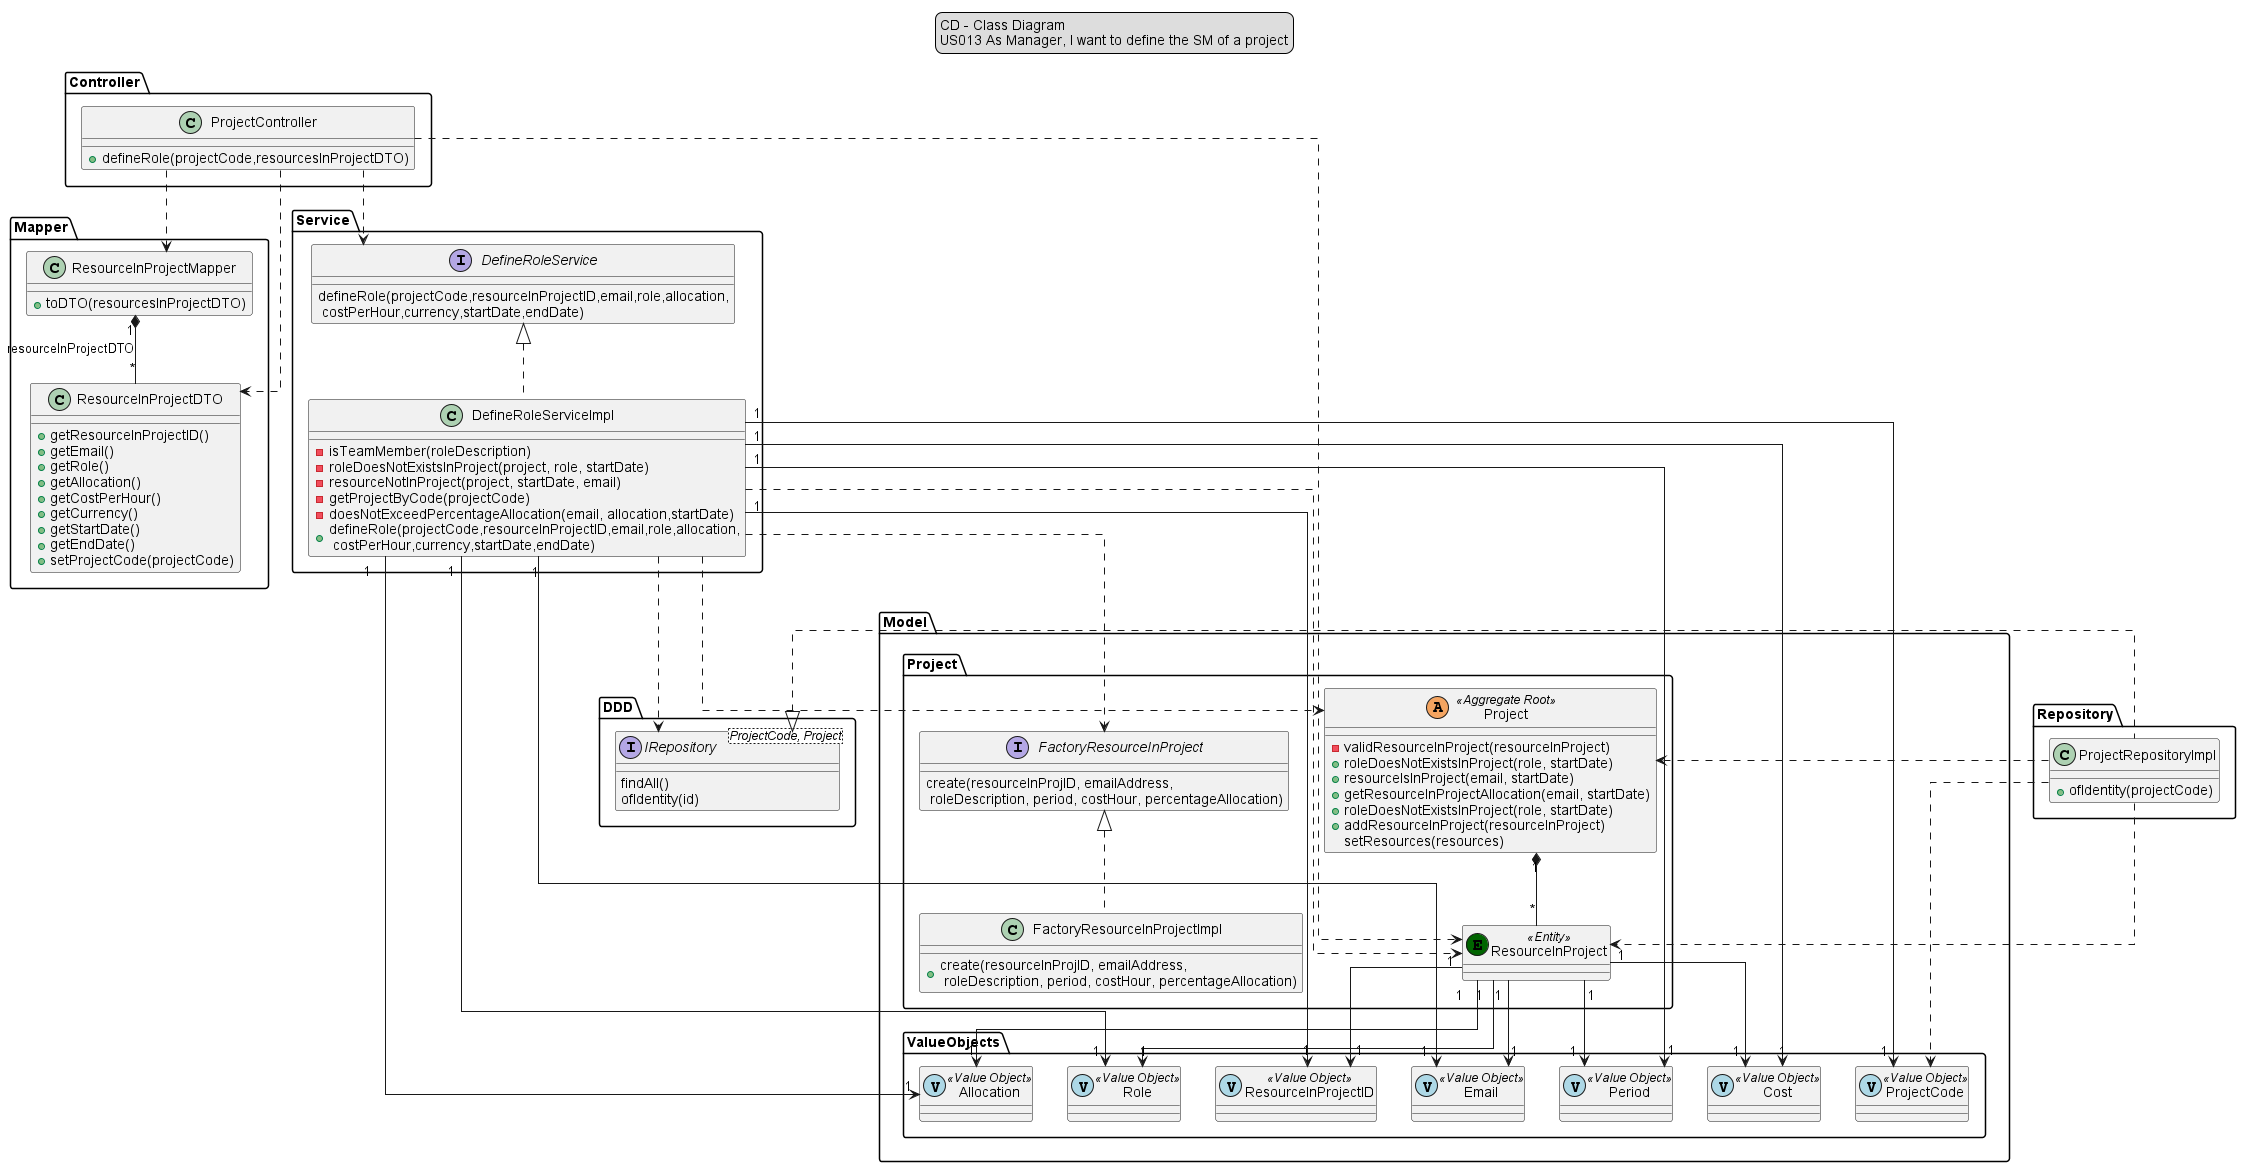 CD - Class Diagram
US013 As Manager, I want to define the SM of a project
Controller
C ProjectController
defineRole(projectCode,resourcesInProjectDTO)
Mapper
C ResourceInProjectMapper
toDTO(resourcesInProjectDTO)
1
resourceInProjectDTO
*
C ResourceInProjectDTO
getResourceInProjectID()
getEmail()
getRole()
getAllocation()
getCostPerHour()
getCurrency()
getStartDate()
getEndDate()
setProjectCode(projectCode)
Service
I DefineRoleService
defineRole(projectCode,resourceInProjectID,email,role,allocation,
costPerHour,currency,startDate,endDate)
C DefineRoleServiceImpl
isTeamMember(roleDescription)
roleDoesNotExistsInProject(project, role, startDate)
resourceNotInProject(project, startDate, email)
getProjectByCode(projectCode)
doesNotExceedPercentageAllocation(email, allocation,startDate)
defineRole(projectCode,resourceInProjectID,email,role,allocation,
costPerHour,currency,startDate,endDate)
1
1
1
1
1
1
1
DDD
I IRepository
ProjectCode, Project
findAll()
ofIdentity(id)
Model
Project
I FactoryResourceInProject
create(resourceInProjID, emailAddress,
roleDescription, period, costHour, percentageAllocation)
C FactoryResourceInProjectImpl
create(resourceInProjID, emailAddress,
roleDescription, period, costHour, percentageAllocation)
A «Aggregate Root»
Project
validResourceInProject(resourceInProject)
roleDoesNotExistsInProject(role, startDate)
resourceIsInProject(email, startDate)
getResourceInProjectAllocation(email, startDate)
roleDoesNotExistsInProject(role, startDate)
addResourceInProject(resourceInProject)
setResources(resources)
1
*
E «Entity»
ResourceInProject
1
1
1
1
1
1
Repository
C ProjectRepositoryImpl
ofIdentity(projectCode)
ValueObjects
1
1
1
1
1
1
1
1
1
1
1
1
1
V «Value Object»
Allocation
V «Value Object»
Role
V «Value Object»
ResourceInProjectID
V «Value Object»
Email
V «Value Object»
Period
V «Value Object»
Cost
V «Value Object»
ProjectCode